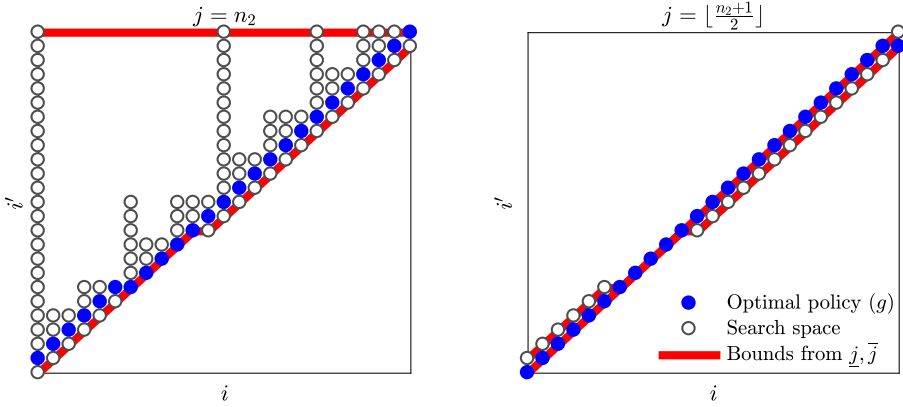 j = n₂
i′
i
j = ⌊(n₂+1)/2⌋
i′
Optimal policy (g)
Search space
Bounds from j̲, j̅
i